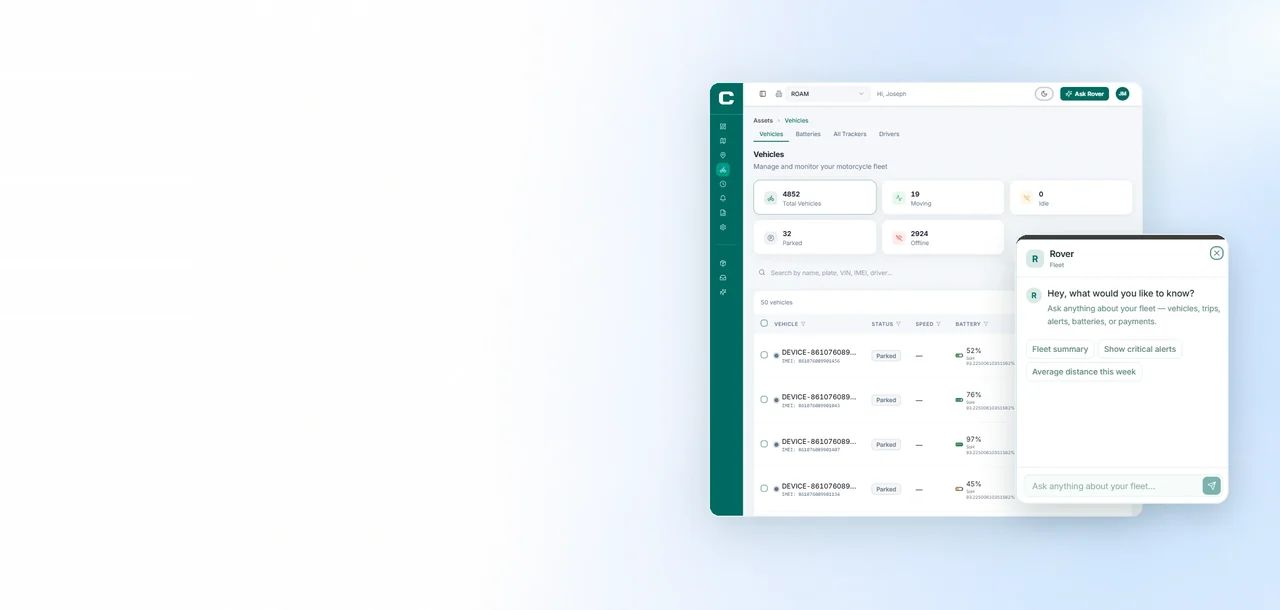 C
ROAM
Hi, Joseph
Ask Rover
JM
Assets
Vehicles
Vehicles
Batteries
All Trackers
Drivers
Vehicles
Manage and monitor your motorcycle fleet
4852
Total Vehicles
19
Moving
0
Idle
32
Parked
2924
Offline
Search by name, plate, VIN, IMEI, driver...
50 vehicles
VEHICLE
STATUS
SPEED
BATTERY
DEVICE-861076089...
Parked
—
52%
SoH
DEVICE-861076089...
Parked
—
76%
SoH
DEVICE-861076089...
Parked
—
97%
SoH
DEVICE-861076089...
Parked
—
45%
SoH
R
Rover
Fleet
R
Hey, what would you like to know?
Ask anything about your fleet — vehicles, trips,
alerts, batteries, or payments.
Fleet summary
Show critical alerts
Average distance this week
Ask anything about your fleet...